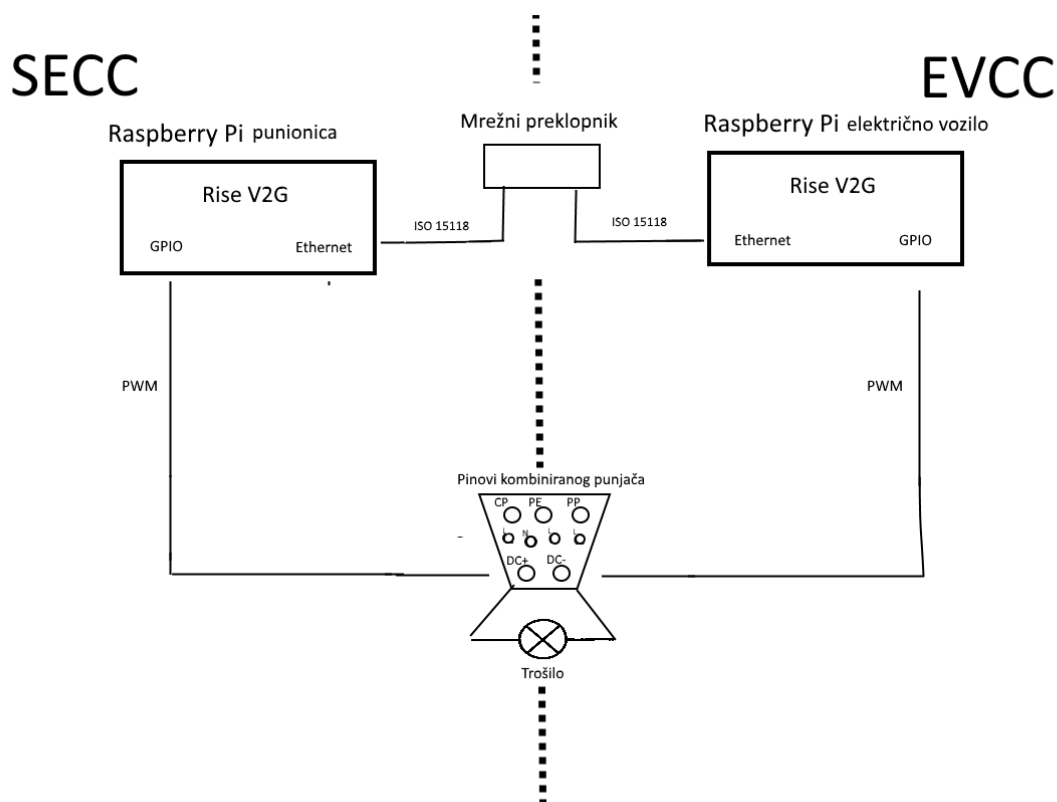 SECC
EVCC
Raspberry Pi punionica
Mrežni preklopnik
Raspberry Pi električno vozilo
Rise V2G
Rise V2G
ISO 15118
ISO 15118
GPIO
Ethernet
Ethernet
GPIO
PWM
PWM
Pinovi kombiniranog punjača
CP PE PP
L N L L
DC+ DC-
Trošilo